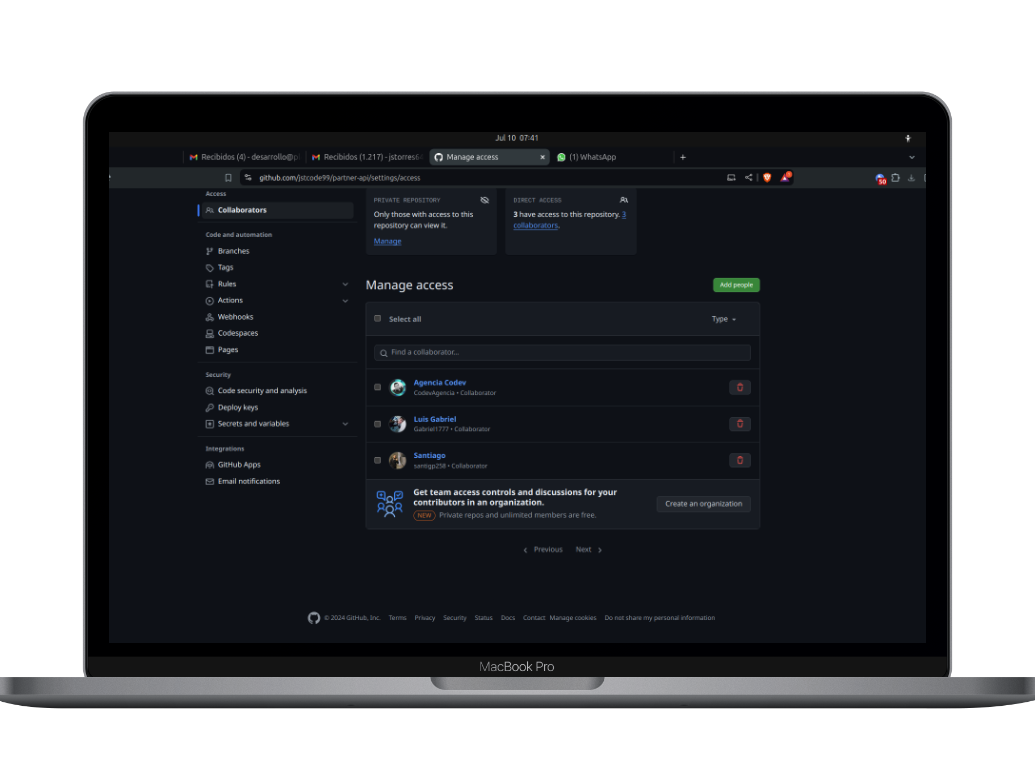 Jul 10 07:41
Recibidos (4) - desarrollo@p
Recibidos (1.217) - jstorres6
Manage access
(1) WhatsApp
github.com/jstcode99/partner-api/settings/access
50
Access
Collaborators
Code and automation
Branches
Tags
Rules
Actions
Webhooks
Codespaces
Pages
Security
Code security and analysis
Deploy keys
Secrets and variables
Integrations
GitHub Apps
Email notifications
PRIVATE REPOSITORY
Only those with access to this
repository can view it.
Manage
DIRECT ACCESS
3 have access to this repository. 3
collaborators.
Manage access
Add people
Select all
Type
Find a collaborator...
Agencia Codev
CodevAgencia • Collaborator
Luis Gabriel
Gabriel1777 • Collaborator
Santiago
santigp258 • Collaborator
Get team access controls and discussions for your
contributors in an organization.
NEW Private repos and unlimited members are free.
Create an organization
Previous Next
© 2024 GitHub, Inc. Terms Privacy Security Status Docs Contact Manage cookies Do not share my personal information
MacBook Pro